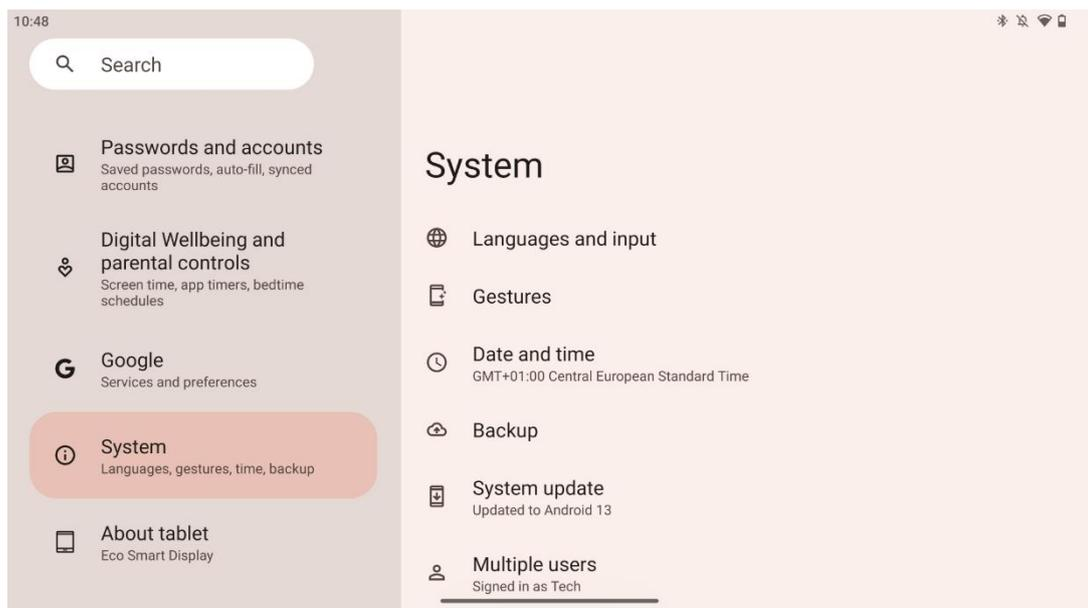 10:48
Search
Passwords and accounts
Saved passwords, auto-fill, synced
accounts
Digital Wellbeing and
parental controls
Screen time, app timers, bedtime
schedules
Google
Services and preferences
System
Languages, gestures, time, backup
About tablet
Eco Smart Display
System
Languages and input
Gestures
Date and time
GMT+01:00 Central European Standard Time
Backup
System update
Updated to Android 13
Multiple users
Signed in as Tech